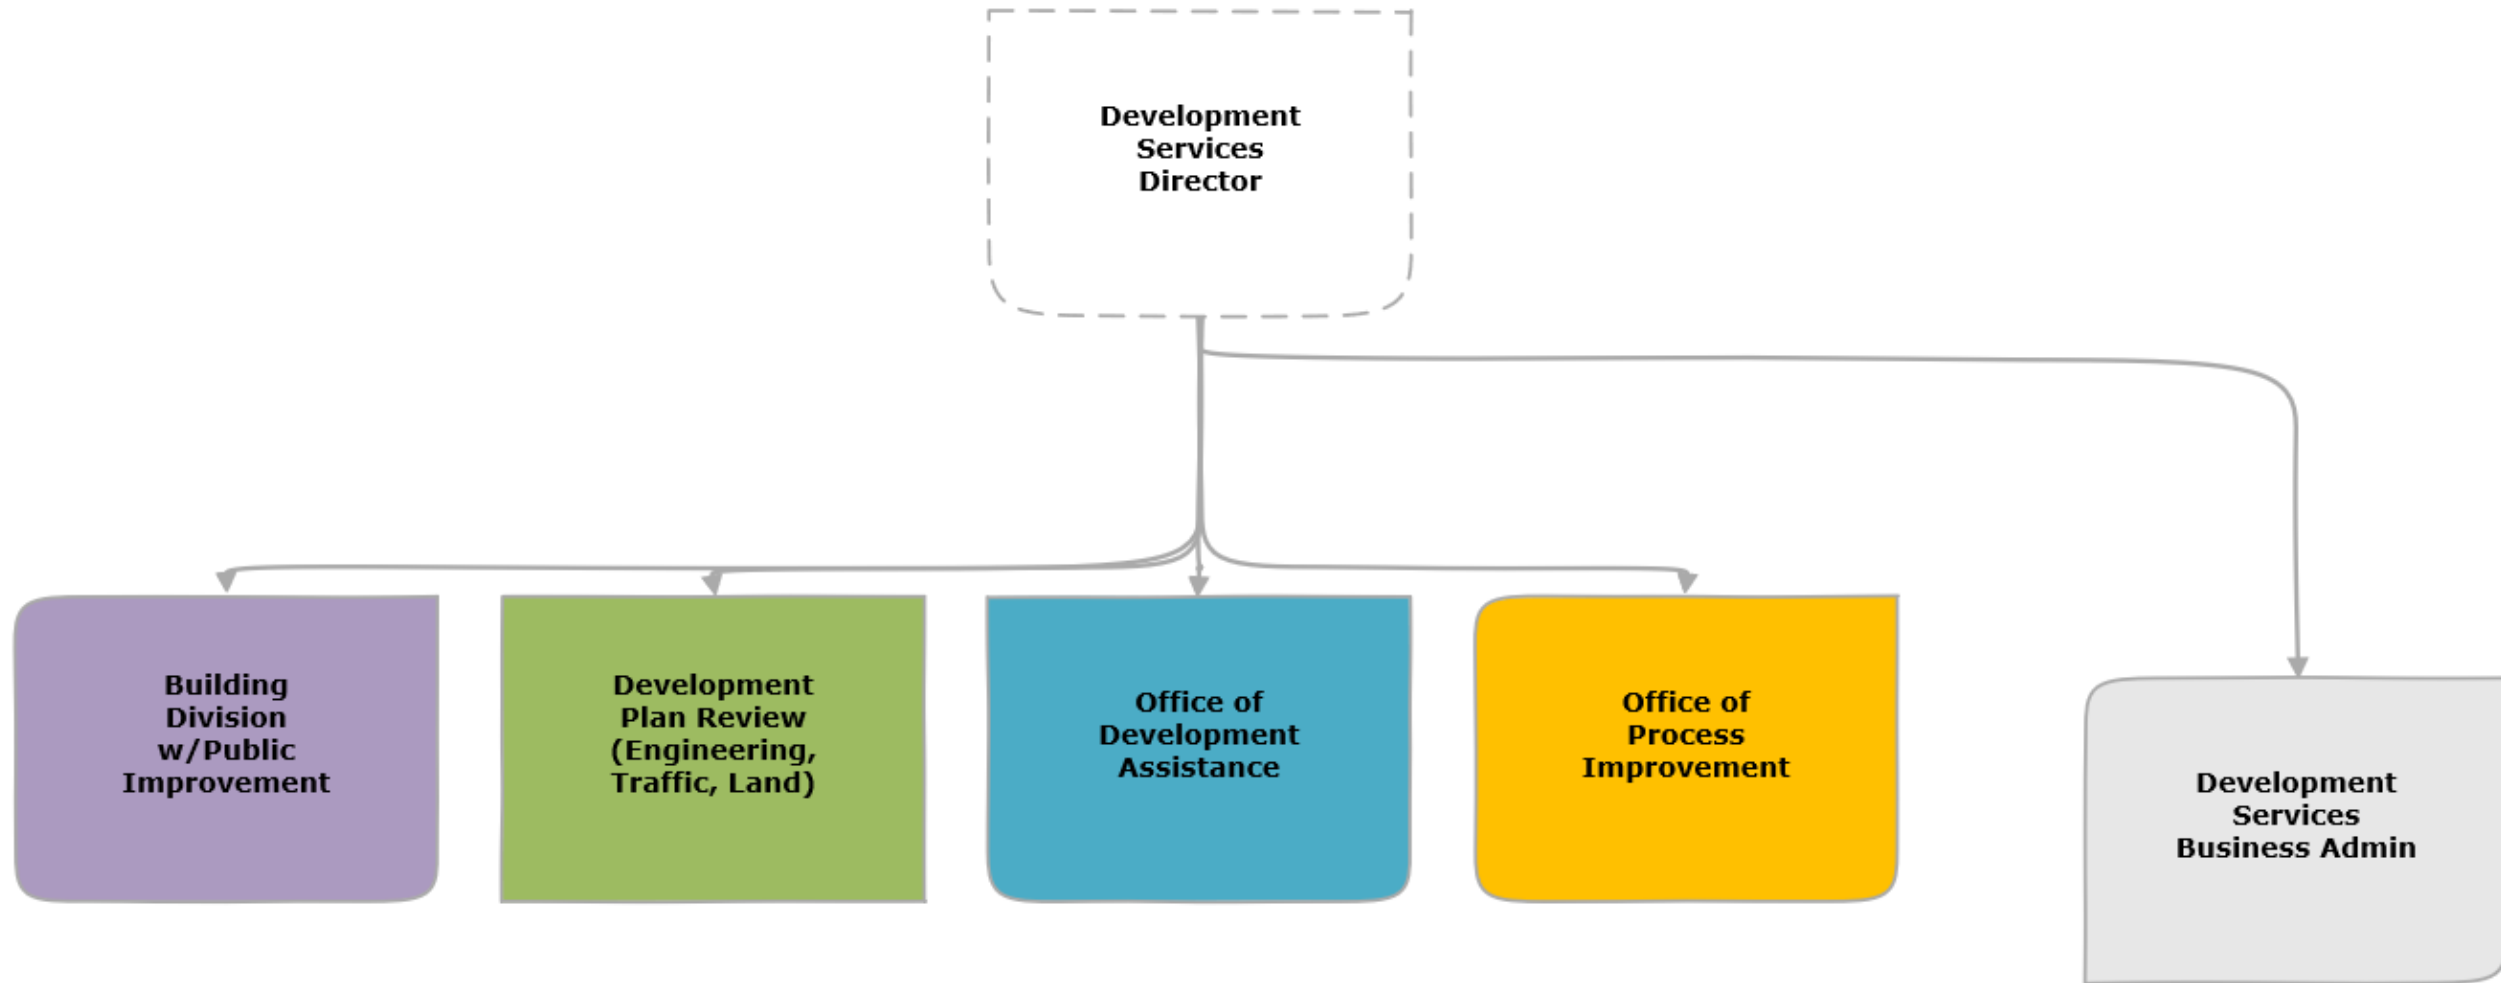 Development
Services
Director
Building
Division
w/Public
Improvement
Development
Plan Review
(Engineering,
Traffic, Land)
Office of
Development
Assistance
Office of
Process
Improvement
Development
Services
Business Admin